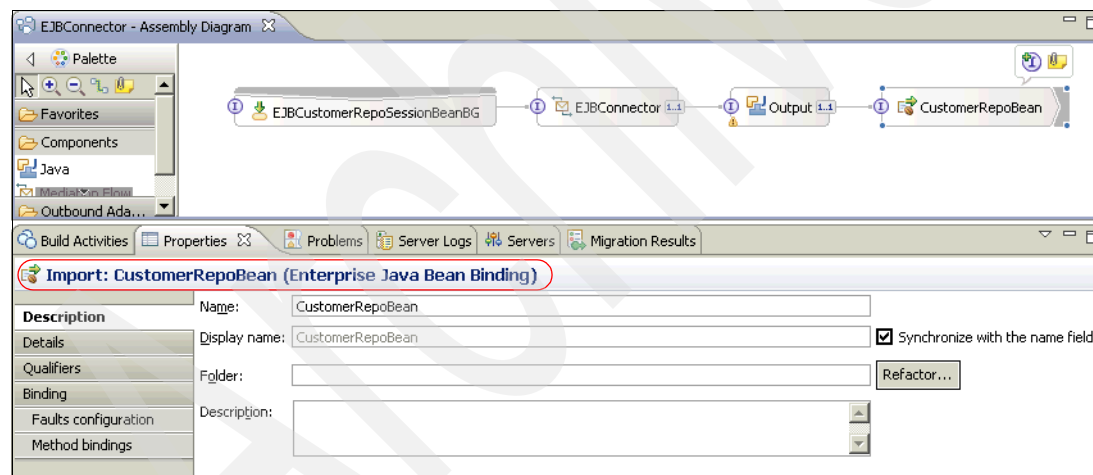 EJBConnector - Assembly Diagram
Palette
Favorites
Components
Java
Mediation Flow
Outbound Ada...
EJBCustomerRepoSessionBeanBG
EJBConnector 1..1
Output 1..1
CustomerRepoBean
Build Activities Properties Problems Server Logs Servers Migration Results
Import: CustomerRepoBean (Enterprise Java Bean Binding)
Description
Details
Qualifiers
Binding
Faults configuration
Method bindings
Name: CustomerRepoBean
Display name: CustomerRepoBean Synchronize with the name field
Folder: Refactor...
Description: